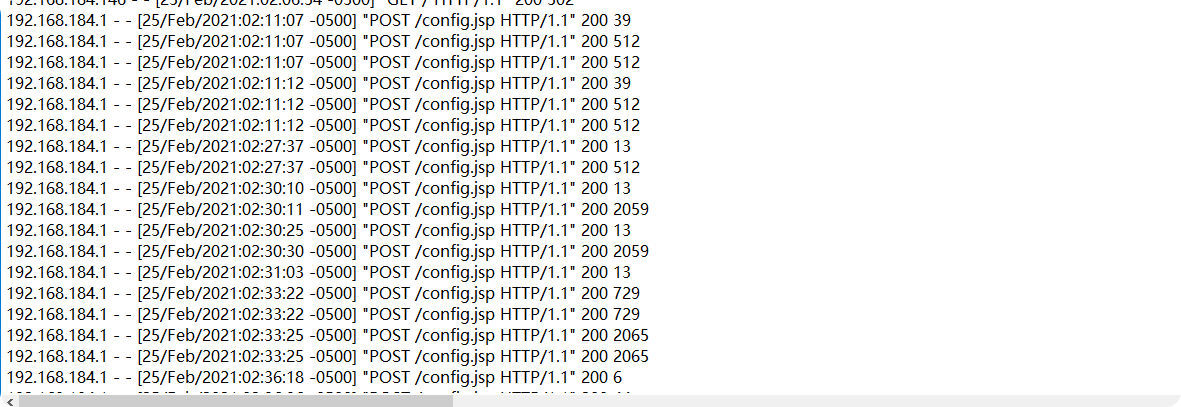 192.168.184.146 - - [25/Feb/2021:02:06:54 -0500] "GET / HTTP/1.1" 200 502
192.168.184.1 - - [25/Feb/2021:02:11:07 -0500] "POST /config.jsp HTTP/1.1" 200 39
192.168.184.1 - - [25/Feb/2021:02:11:07 -0500] "POST /config.jsp HTTP/1.1" 200 512
192.168.184.1 - - [25/Feb/2021:02:11:07 -0500] "POST /config.jsp HTTP/1.1" 200 512
192.168.184.1 - - [25/Feb/2021:02:11:12 -0500] "POST /config.jsp HTTP/1.1" 200 39
192.168.184.1 - - [25/Feb/2021:02:11:12 -0500] "POST /config.jsp HTTP/1.1" 200 512
192.168.184.1 - - [25/Feb/2021:02:11:12 -0500] "POST /config.jsp HTTP/1.1" 200 512
192.168.184.1 - - [25/Feb/2021:02:27:37 -0500] "POST /config.jsp HTTP/1.1" 200 13
192.168.184.1 - - [25/Feb/2021:02:27:37 -0500] "POST /config.jsp HTTP/1.1" 200 512
192.168.184.1 - - [25/Feb/2021:02:30:10 -0500] "POST /config.jsp HTTP/1.1" 200 13
192.168.184.1 - - [25/Feb/2021:02:30:11 -0500] "POST /config.jsp HTTP/1.1" 200 2059
192.168.184.1 - - [25/Feb/2021:02:30:25 -0500] "POST /config.jsp HTTP/1.1" 200 13
192.168.184.1 - - [25/Feb/2021:02:30:30 -0500] "POST /config.jsp HTTP/1.1" 200 2059
192.168.184.1 - - [25/Feb/2021:02:31:03 -0500] "POST /config.jsp HTTP/1.1" 200 13
192.168.184.1 - - [25/Feb/2021:02:33:22 -0500] "POST /config.jsp HTTP/1.1" 200 729
192.168.184.1 - - [25/Feb/2021:02:33:22 -0500] "POST /config.jsp HTTP/1.1" 200 729
192.168.184.1 - - [25/Feb/2021:02:33:25 -0500] "POST /config.jsp HTTP/1.1" 200 2065
192.168.184.1 - - [25/Feb/2021:02:33:25 -0500] "POST /config.jsp HTTP/1.1" 200 2065
192.168.184.1 - - [25/Feb/2021:02:36:18 -0500] "POST /config.jsp HTTP/1.1" 200 6